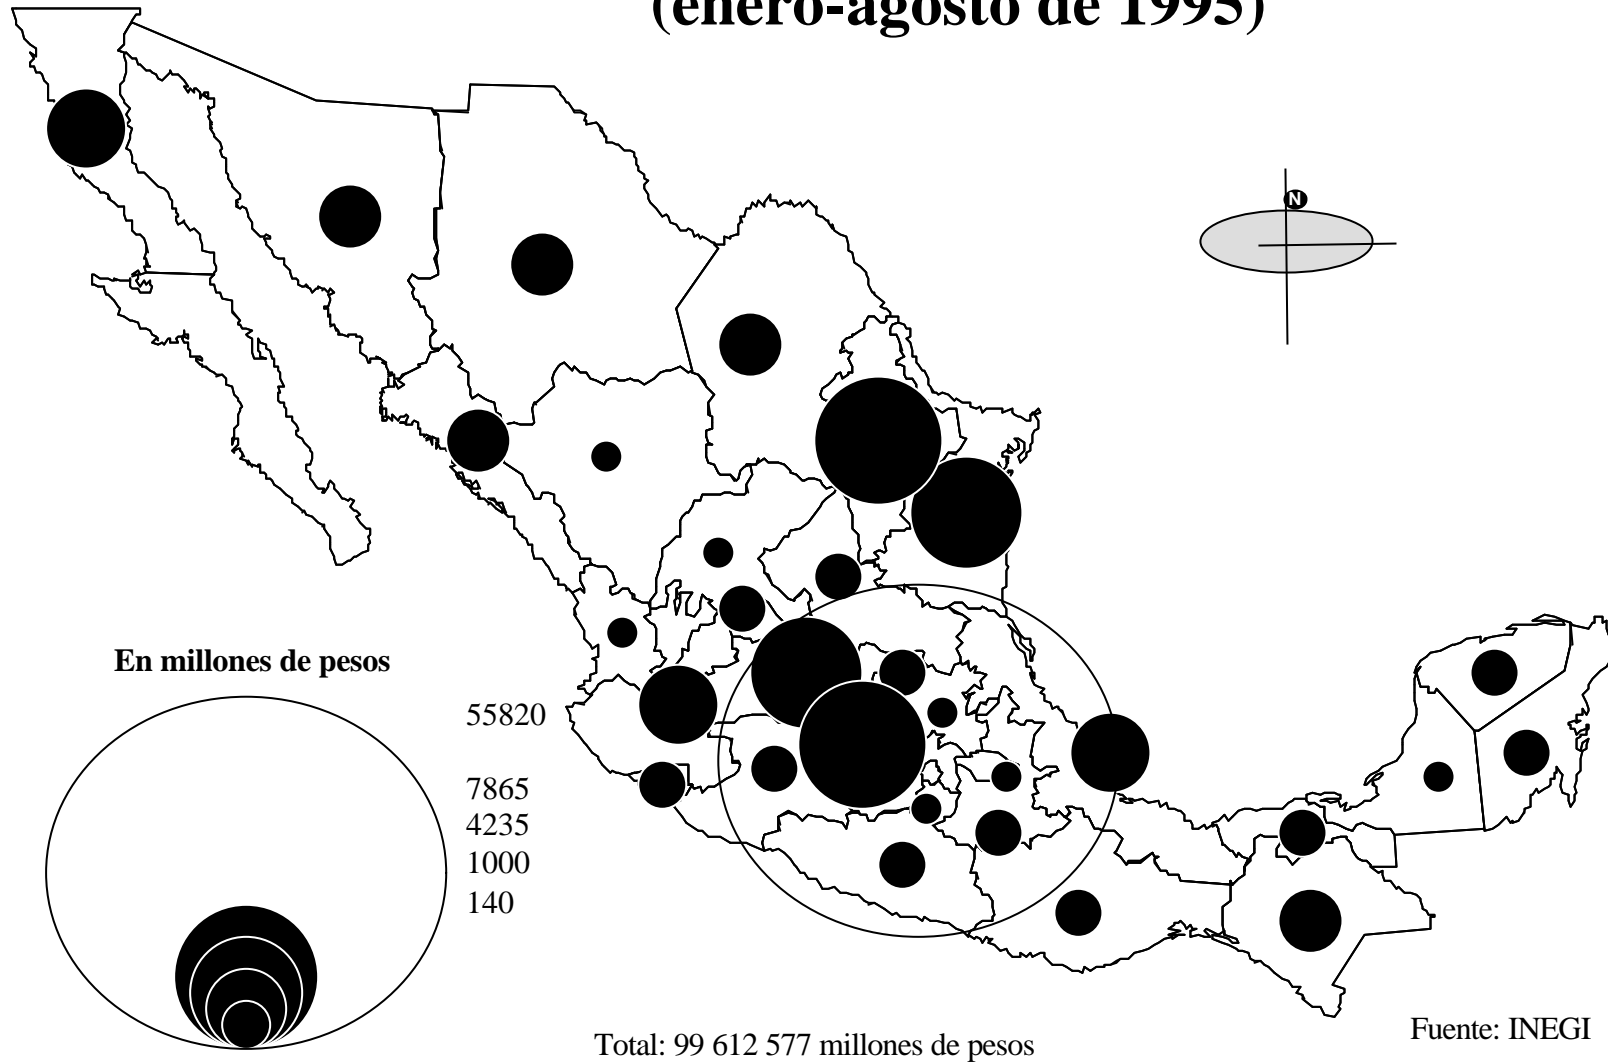 (enero-agosto de 1995)
N
En millones de pesos
55820
7865
4235
1000
140
Total: 99 612 577 millones de pesos
Fuente: INEGI